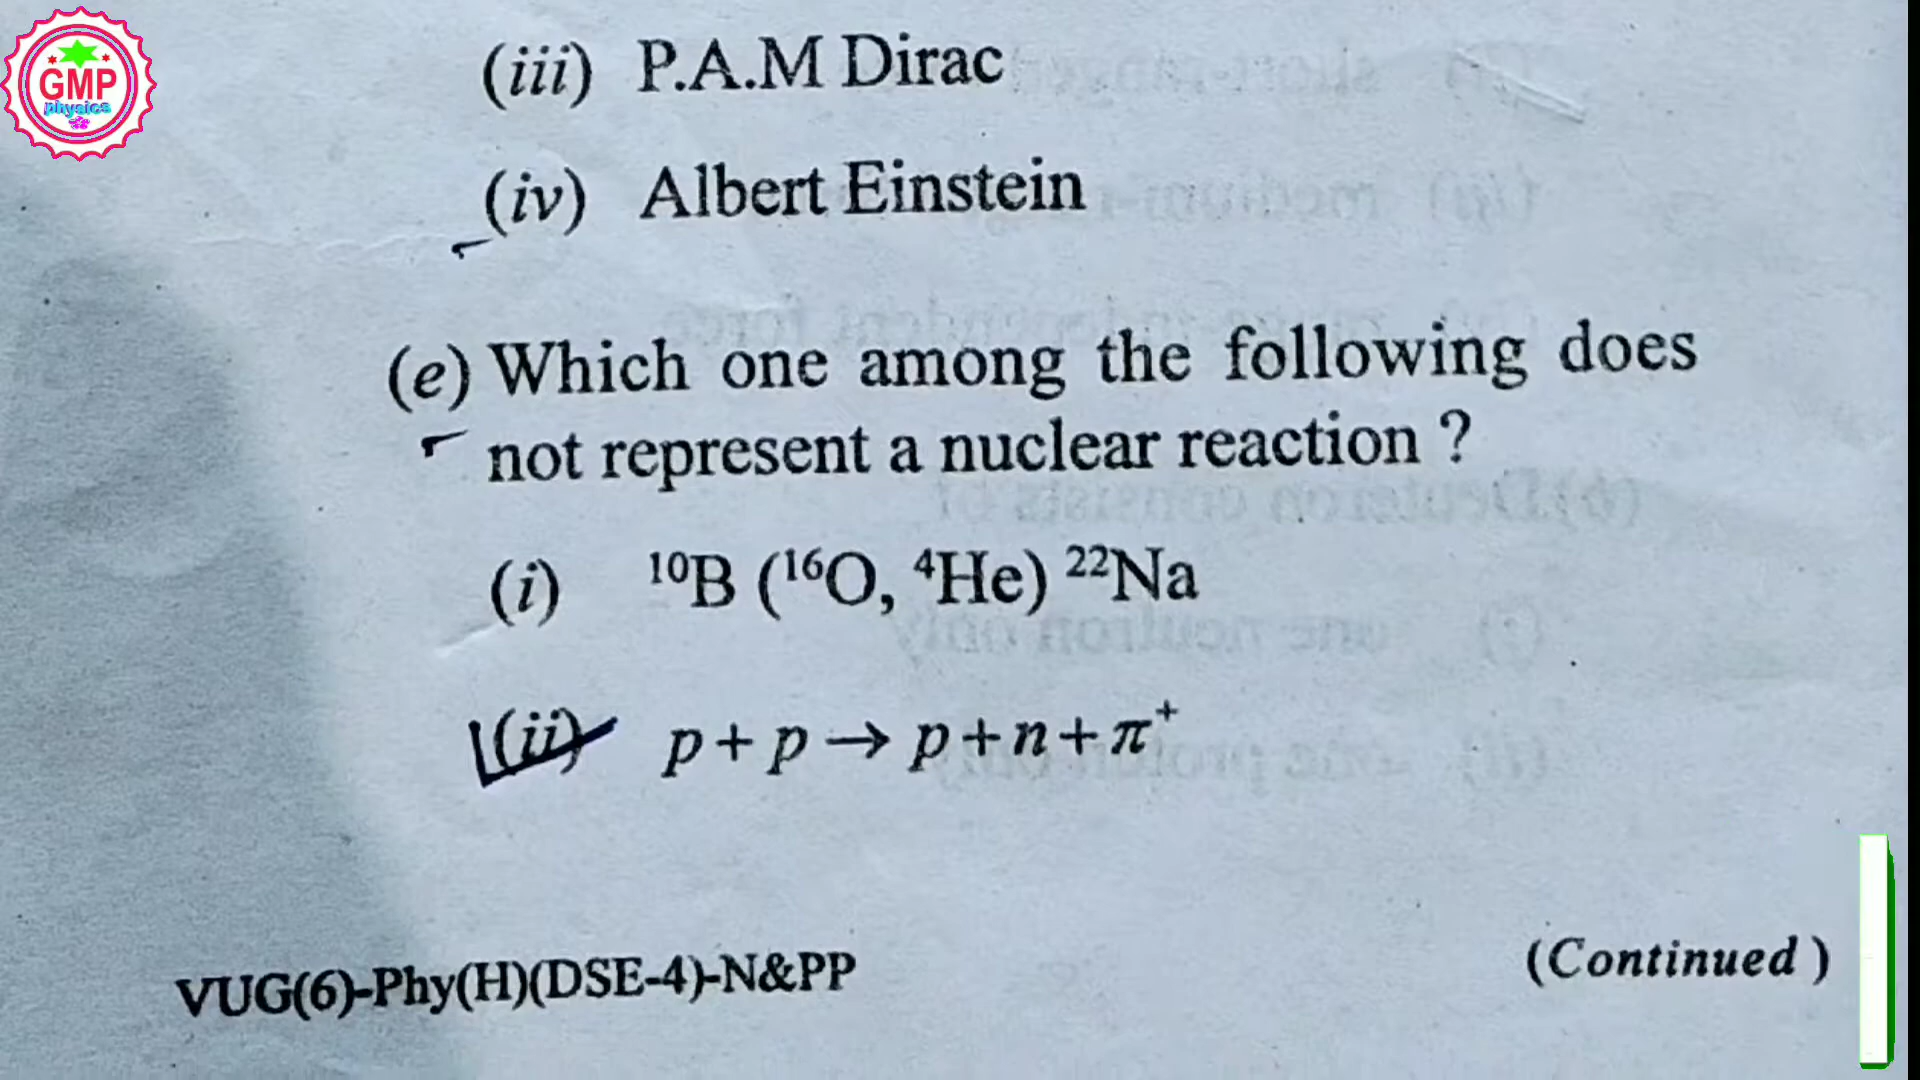 GMP
physics
(iii) P.A.M Dirac
(iv) Albert Einstein
(e) Which one among the following does
not represent a nuclear reaction ?
(i) ¹⁰B (¹⁶O, ⁴He) ²²Na
(ii) p + p → p + n + π⁺
(Continued)
VUG(6)-Phy(H)(DSE-4)-N&PP